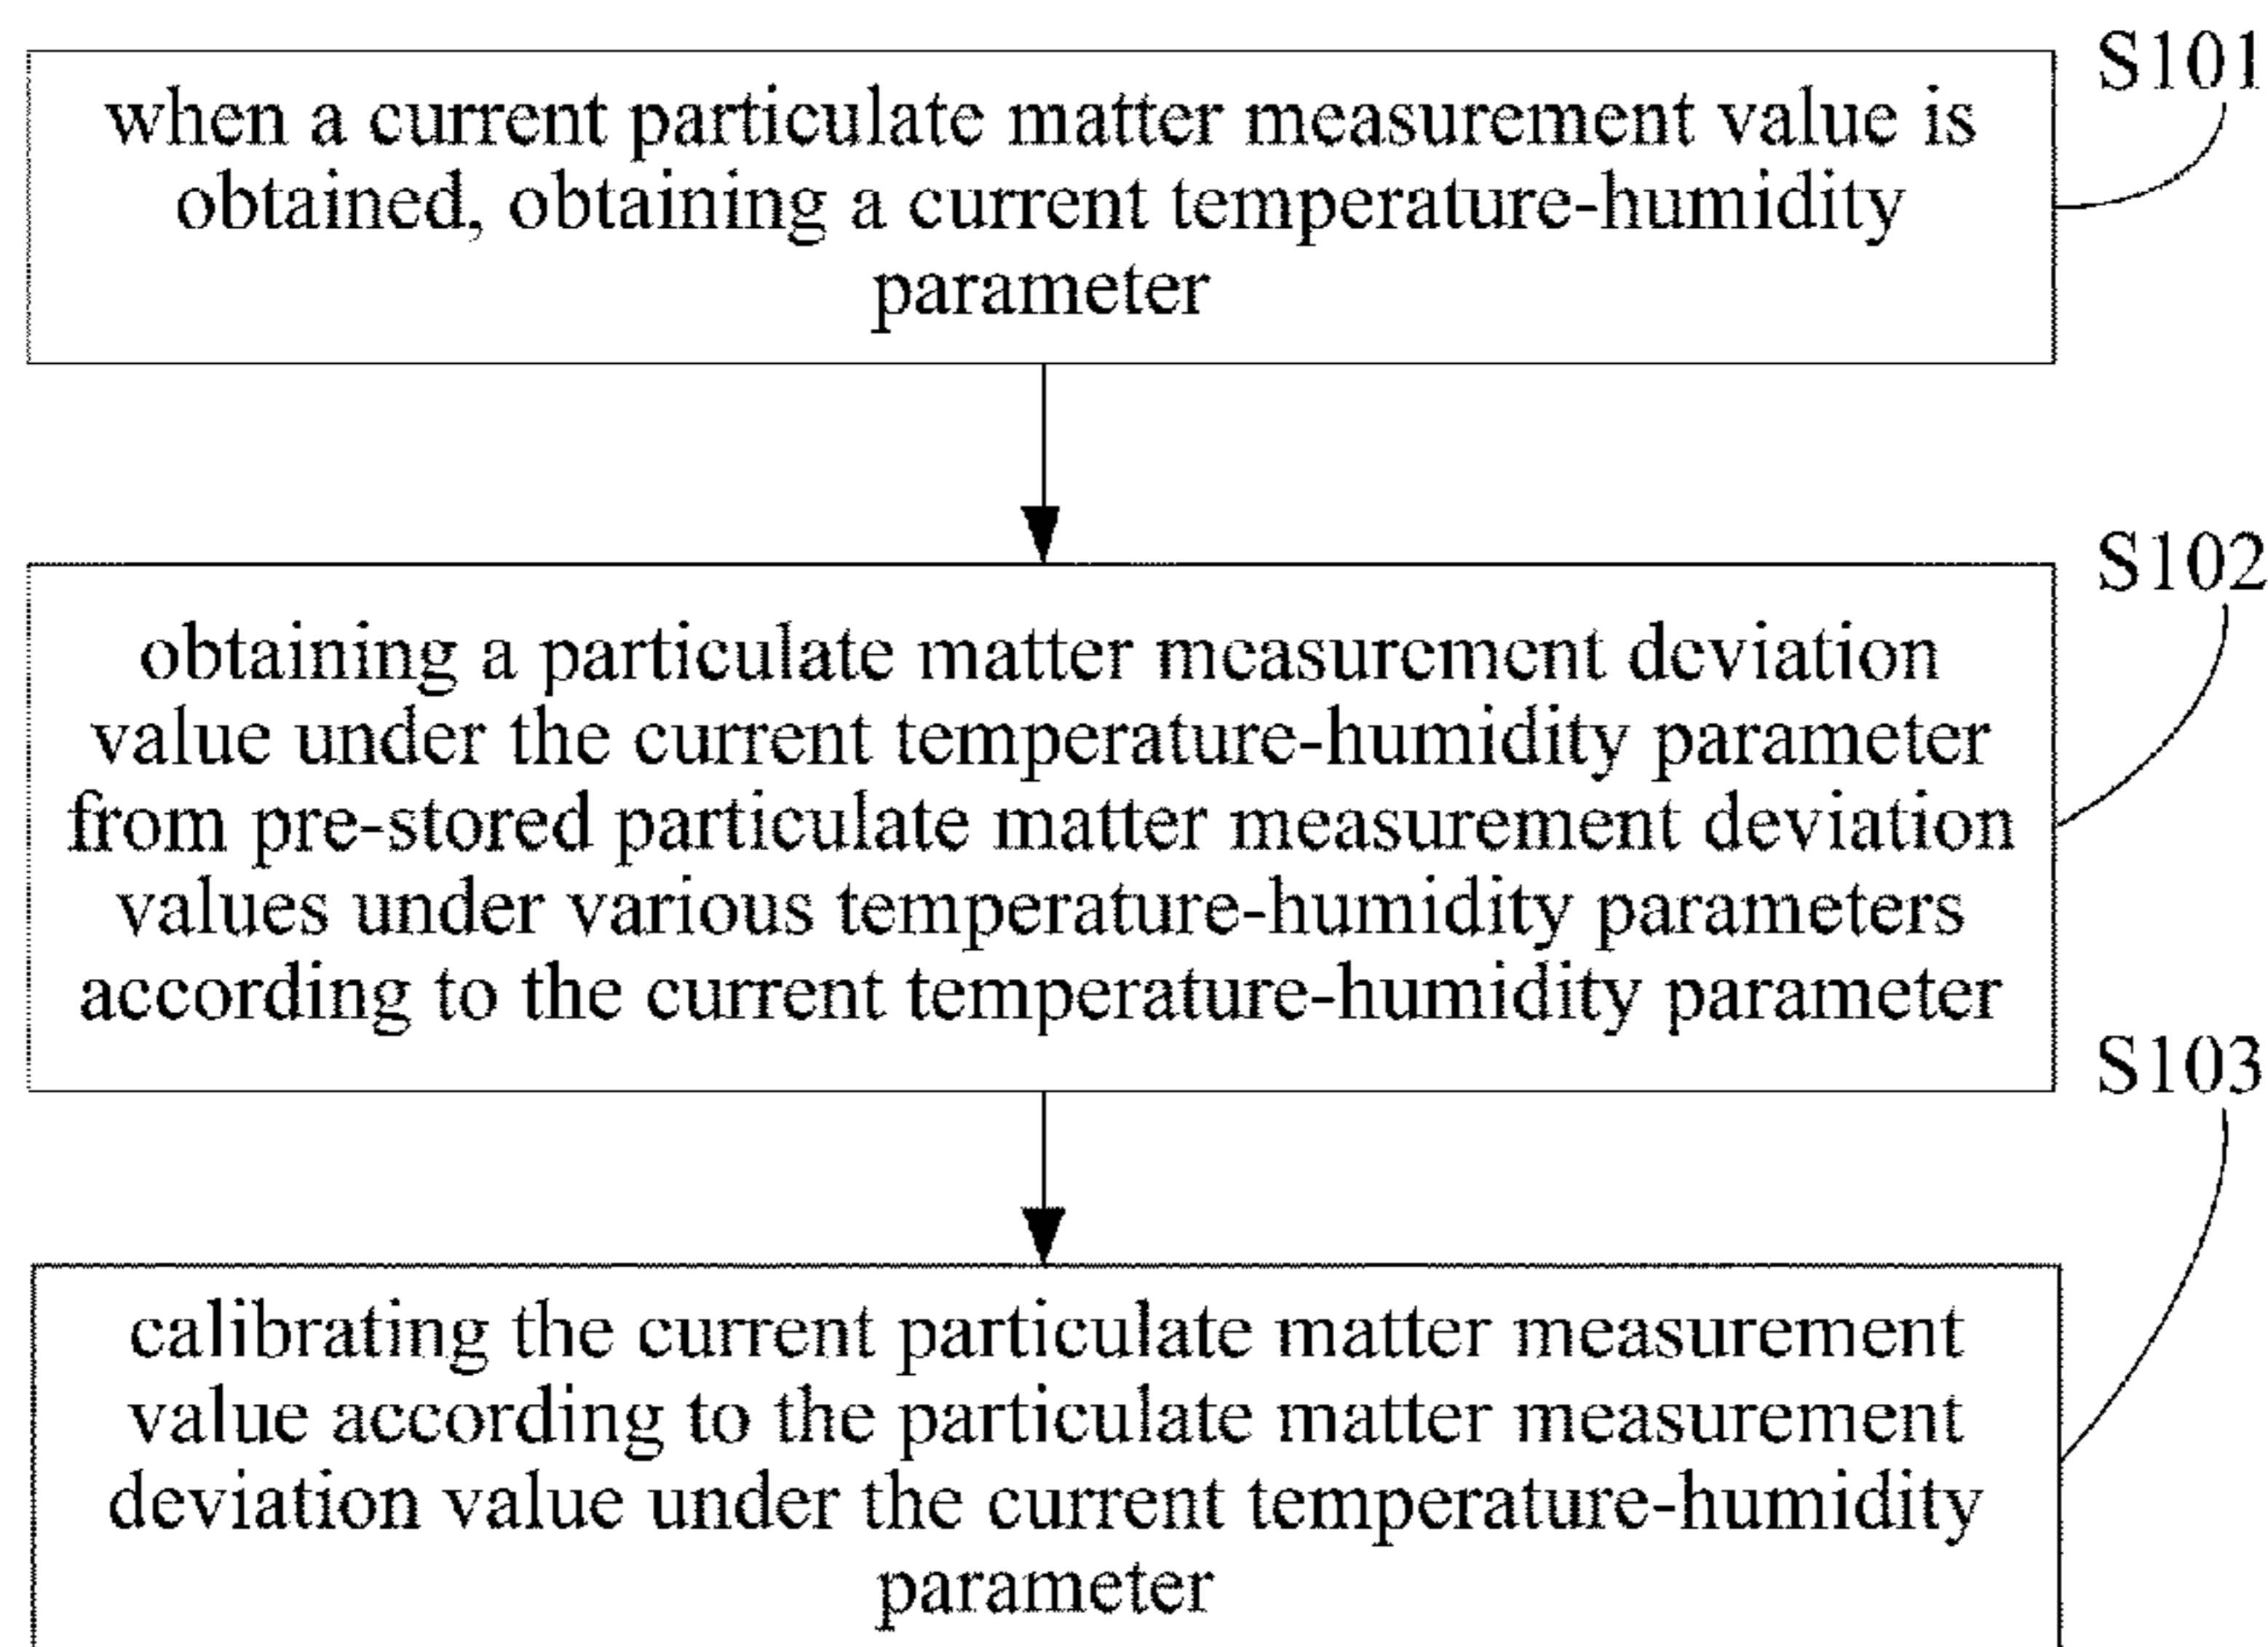 S101
when a current particulate matter measurement value is
obtained, obtaining a current temperature-humidity
parameter
S102
obtaining a particulate matter measurement deviation
value under the current temperature-humidity parameter
from pre-stored particulate matter measurement deviation
values under various temperature-humidity parameters
according to the current temperature-humidity parameter
S103
calibrating the current particulate matter measurement
value according to the particulate matter measurement
deviation value under the current temperature-humidity
parameter